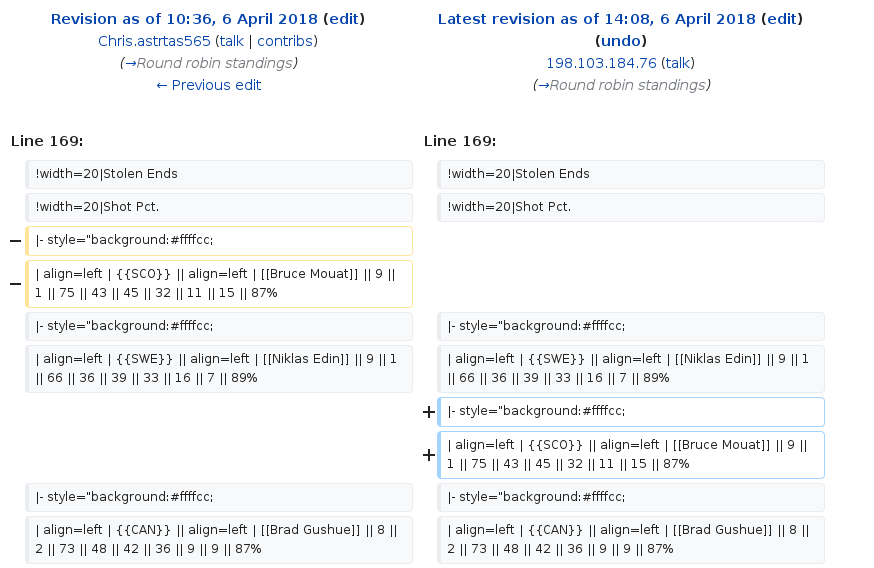 Revision as of 10:36, 6 April 2018 (edit)
Chris.astrtas565 (talk | contribs)
(→Round robin standings)
← Previous edit
Latest revision as of 14:08, 6 April 2018 (edit)
(undo)
198.103.184.76 (talk)
(→Round robin standings)
Line 169:
Line 169:
!width=20|Stolen Ends
!width=20|Stolen Ends
!width=20|Shot Pct.
!width=20|Shot Pct.
− |- style="background:#ffffcc;
− | align=left | {{SCO}} || align=left | [[Bruce Mouat]] || 9 ||
1 || 75 || 43 || 45 || 32 || 11 || 15 || 87%
|- style="background:#ffffcc;
|- style="background:#ffffcc;
| align=left | {{SWE}} || align=left | [[Niklas Edin]] || 9 || 1
|| 66 || 36 || 39 || 33 || 16 || 7 || 89%
| align=left | {{SWE}} || align=left | [[Niklas Edin]] || 9 || 1
|| 66 || 36 || 39 || 33 || 16 || 7 || 89%
+ |- style="background:#ffffcc;
+ | align=left | {{SCO}} || align=left | [[Bruce Mouat]] || 9 ||
1 || 75 || 43 || 45 || 32 || 11 || 15 || 87%
|- style="background:#ffffcc;
|- style="background:#ffffcc;
| align=left | {{CAN}} || align=left | [[Brad Gushue]] || 8 ||
2 || 73 || 48 || 42 || 36 || 9 || 9 || 87%
| align=left | {{CAN}} || align=left | [[Brad Gushue]] || 8 ||
2 || 73 || 48 || 42 || 36 || 9 || 9 || 87%